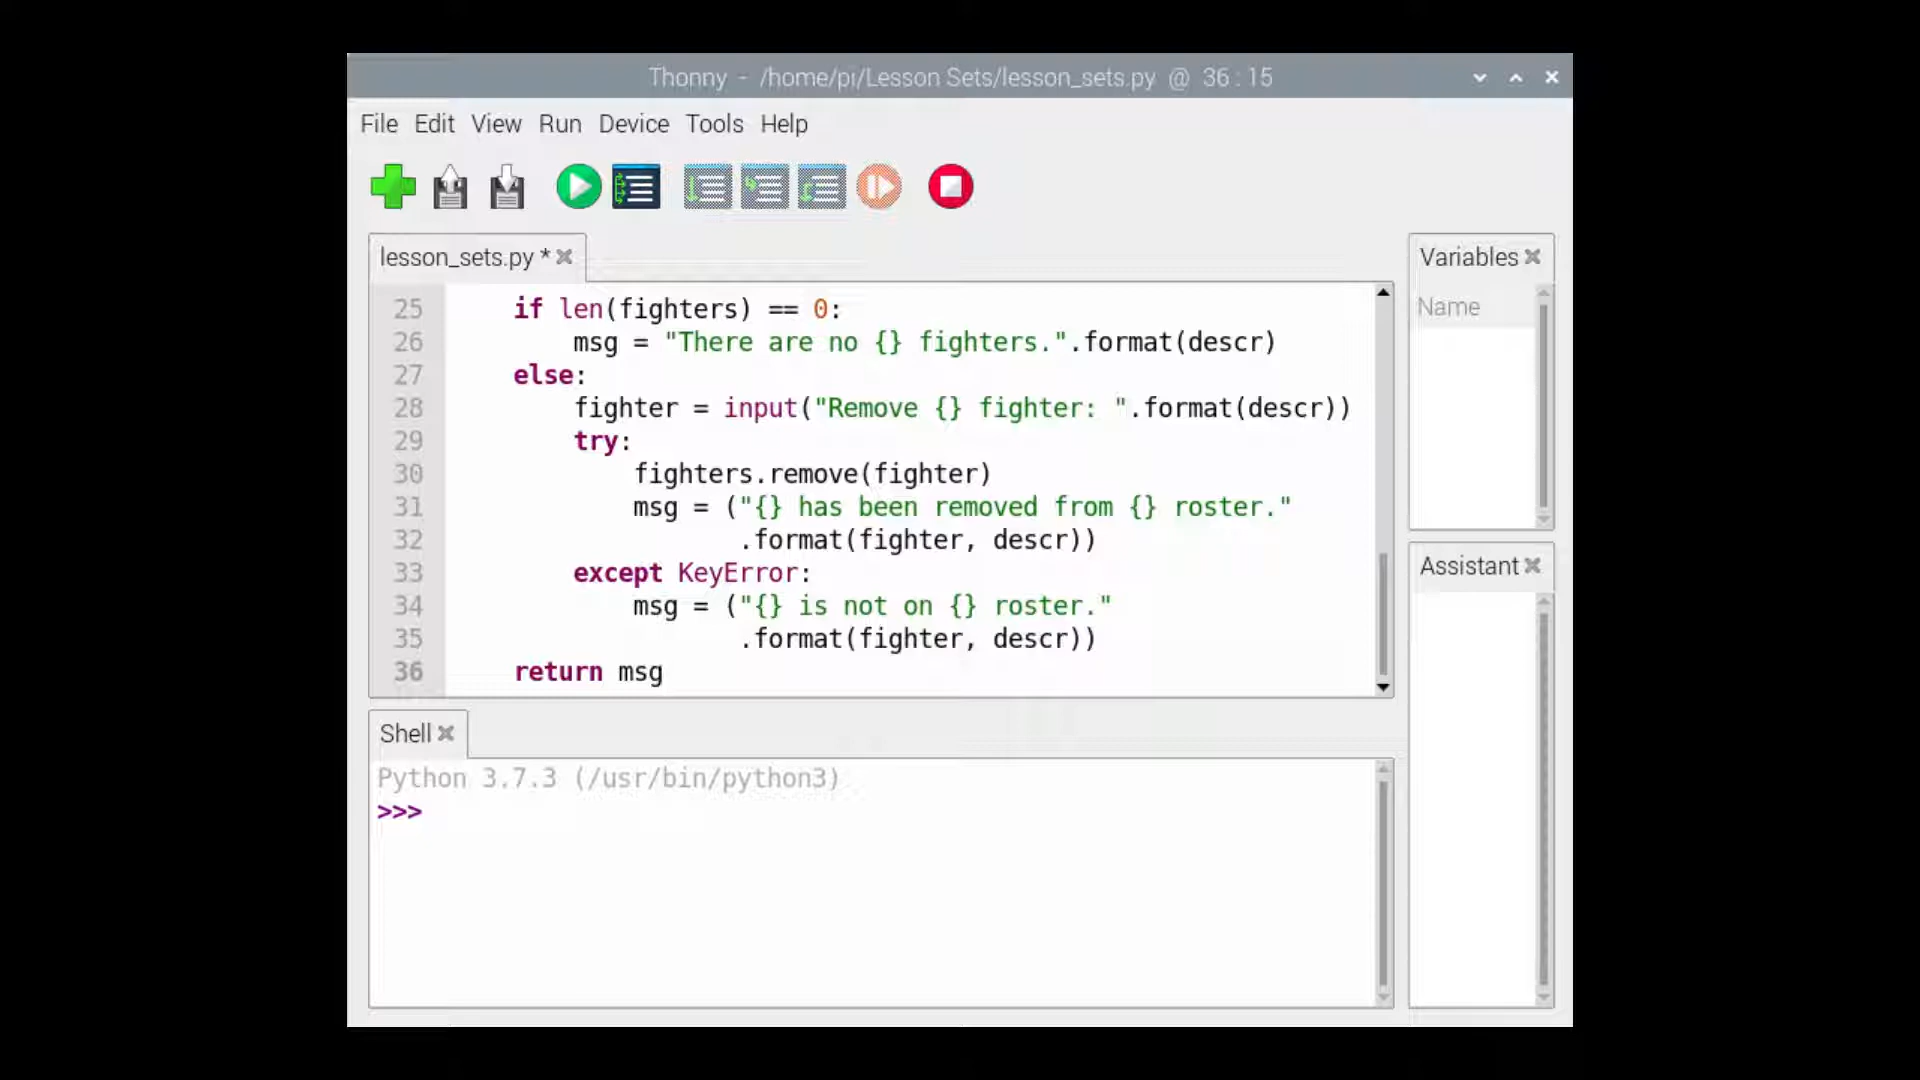 Thonny - /home/pi/Lesson Sets/lesson_sets.py @ 36 : 15
File Edit View Run Device Tools Help
lesson_sets.py *
25 if len(fighters) == 0:
26 msg = "There are no {} fighters.".format(descr)
27 else:
28 fighter = input("Remove {} fighter: ".format(descr))
29 try:
30 fighters.remove(fighter)
31 msg = ("{} has been removed from {} roster."
32 .format(fighter, descr))
33 except KeyError:
34 msg = ("{} is not on {} roster."
35 .format(fighter, descr))
36 return msg
Shell
Python 3.7.3 (/usr/bin/python3)
>>>
Variables
Name
Assistant